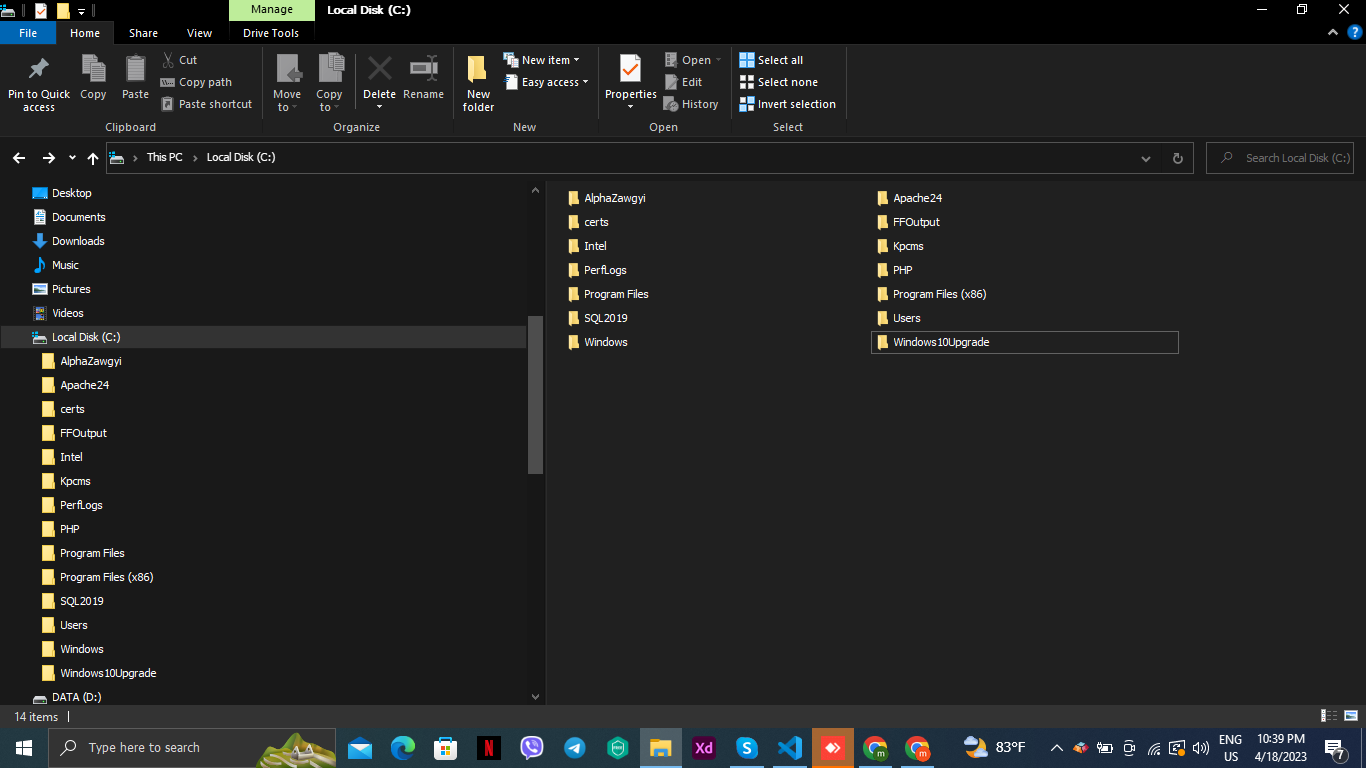 Manage Local Disk (C:)
File Home Share View Drive Tools
Pin to Quick access
Copy
Paste
Cut
Copy path
Paste shortcut
Clipboard
Move to
Copy to
Delete
Rename
Organize
New folder
New item
Easy access
New
Properties
Open
Edit
History
Open
Select all
Select none
Invert selection
Select
This PC Local Disk (C:)
Search Local Disk (C:)
Desktop
Documents
Downloads
Music
Pictures
Videos
Local Disk (C:)
AlphaZawgyi
Apache24
certs
FFOutput
Intel
Kpcms
PerfLogs
PHP
Program Files
Program Files (x86)
SQL2019
Users
Windows
Windows10Upgrade
DATA (D:)
AlphaZawgyi Apache24
certs FFOutput
Intel Kpcms
PerfLogs PHP
Program Files Program Files (x86)
SQL2019 Users
Windows Windows10Upgrade
14 items
Type here to search
N
Xd
S
m
m
83°F
ENG
US
10:39 PM
4/18/2023
7